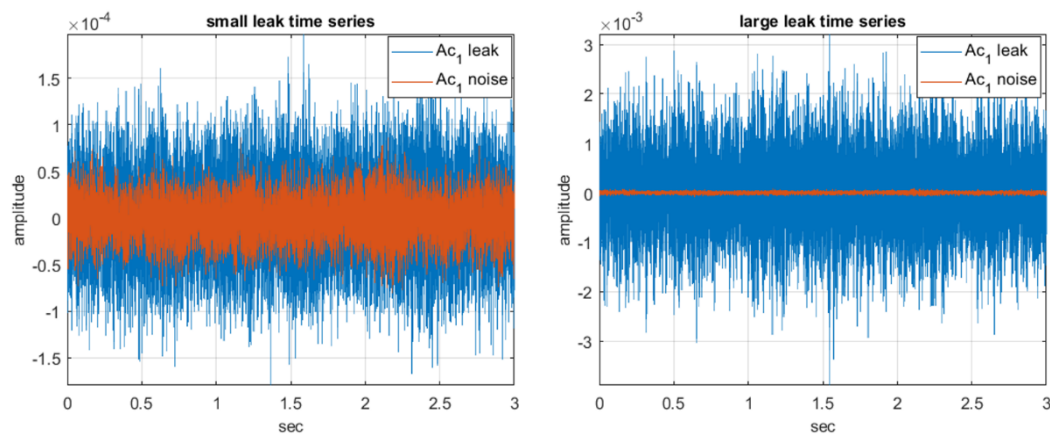 small leak time series
×10⁻⁴
Ac₁ leak
Ac₁ noise
1.5
1
0.5
0
-0.5
-1
-1.5
amplitude
0 0.5 1 1.5 2 2.5 3
sec
large leak time series
×10⁻³
Ac₁ leak
Ac₁ noise
3
2
1
0
-1
-2
-3
amplitude
0 0.5 1 1.5 2 2.5 3
sec